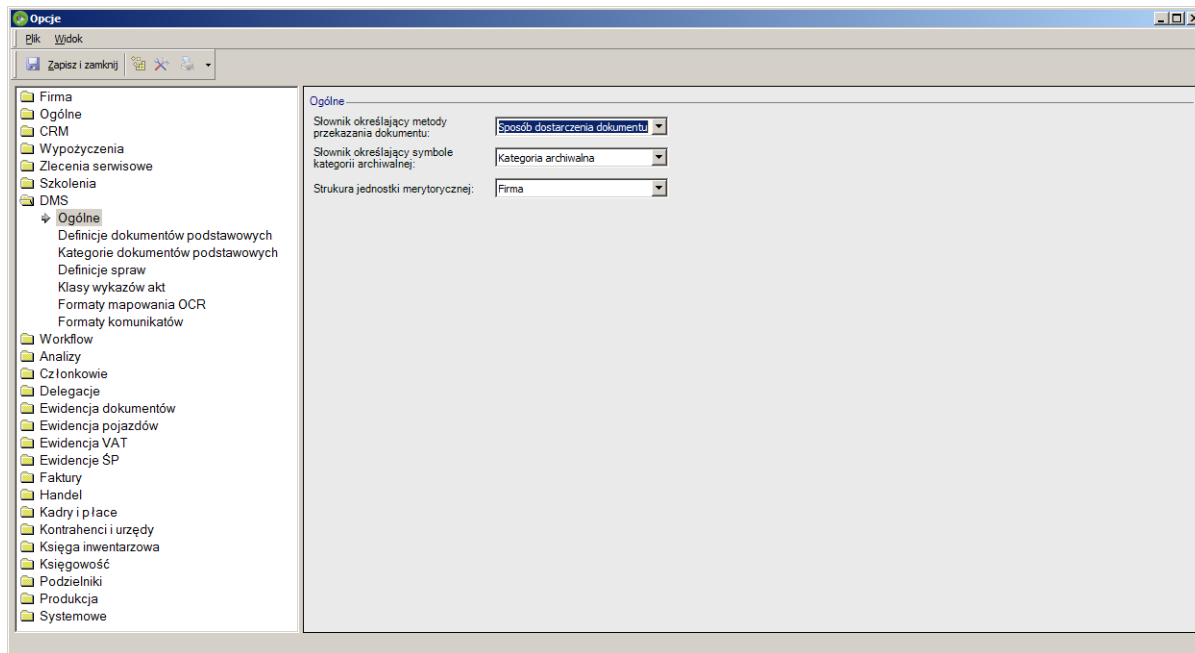 Opcje
Plik Widok
Zapisz i zamknij
Firma
Ogólne
CRM
Wypożyczenia
Zlecenia serwisowe
Szkolenia
DMS
Ogólne
Definicje dokumentów podstawowych
Kategorie dokumentów podstawowych
Definicje spraw
Klasy wykazów akt
Formaty mapowania OCR
Formaty komunikatów
Workflow
Analizy
Członkowie
Delegacje
Ewidencja dokumentów
Ewidencja pojazdów
Ewidencja VAT
Ewidencje ŚP
Faktury
Handel
Kadry i płace
Kontrahenci i urzędy
Księga inwentarzowa
Księgowość
Podzielniki
Produkcja
Systemowe
Ogólne
Słownik określający metody
przekazania dokumentu:
Sposób dostarczenia dokumentu
Słownik określający symbole
kategorii archiwalnej:
Kategoria archiwalna
Strukura jednostki merytorycznej:
Firma